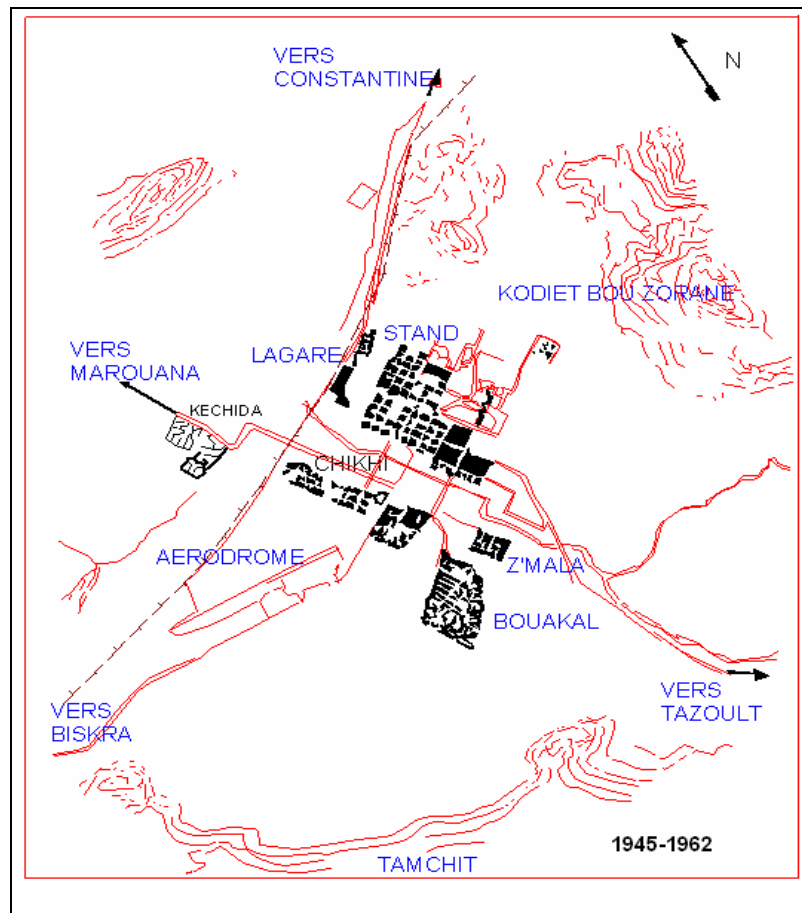 VERS
CONSTANTINE
N
KODIET BOU ZORANE
STAND
LAGARE
VERS
MAROUANA
KECHIDA
CHIKHI
AERODROME
Z'MALA
BOUAKAL
VERS
TAZOULT
VERS
BISKRA
1945-1962
TAMCHIT